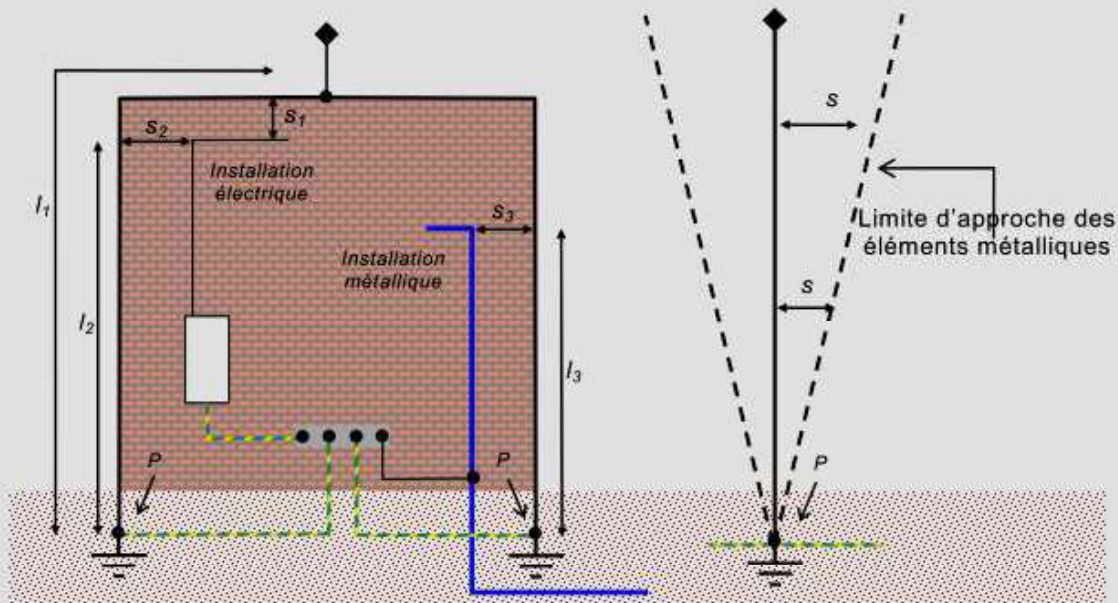 s₁
s₂
Installation
électrique
l₁
s₃
Installation
métallique
l₂
l₃
P
P
s
Limite d'approche des
éléments métalliques
s
P